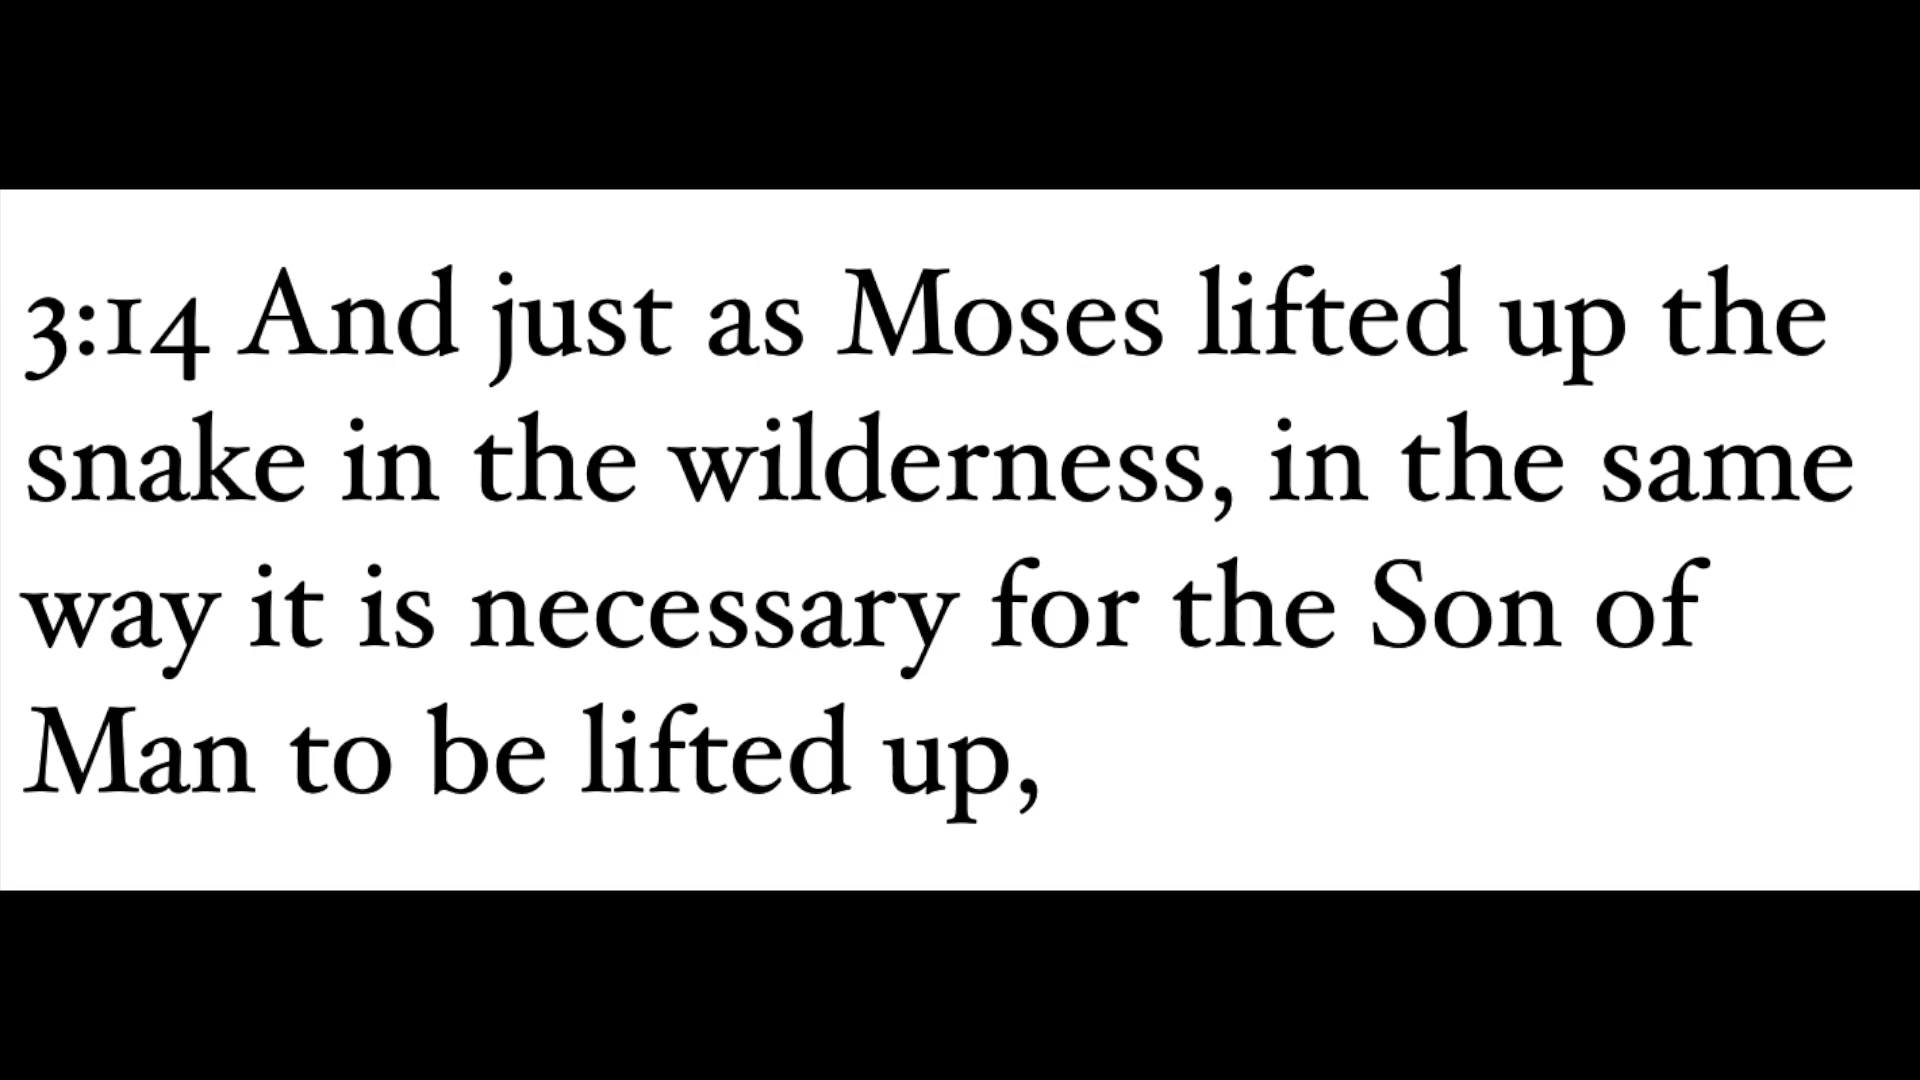 3:14 And just as Moses lifted up the
snake in the wilderness, in the same
way it is necessary for the Son of
Man to be lifted up,